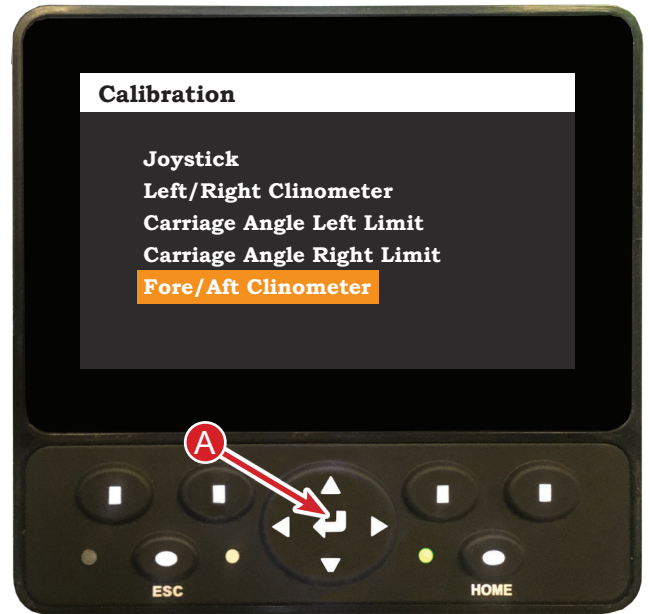 Calibration
Joystick
Left/Right Clinometer
Carriage Angle Left Limit
Carriage Angle Right Limit
Fore/Aft Clinometer
A
ESC
HOME